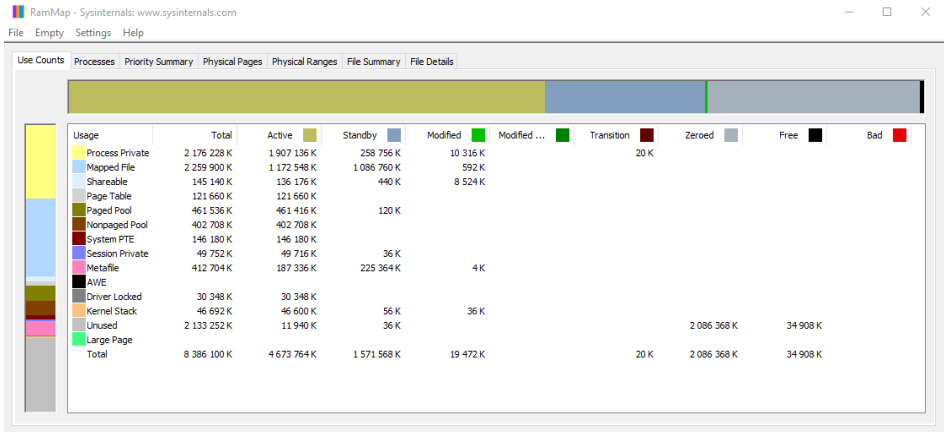 RamMap - Sysinternals: www.sysinternals.com
File Empty Settings Help
Use Counts Processes Priority Summary Physical Pages Physical Ranges File Summary File Details
Usage Total Active Standby Modified Modified ... Transition Zeroed Free Bad
Process Private 2 176 228 K 1 907 136 K 258 756 K 10 316 K 20 K
Mapped File 2 259 900 K 1 172 548 K 1 086 760 K 592 K
Shareable 145 140 K 136 176 K 440 K 8 524 K
Page Table 121 660 K 121 660 K
Paged Pool 461 536 K 461 416 K 120 K
Nonpaged Pool 402 708 K 402 708 K
System PTE 146 180 K 146 180 K
Session Private 49 752 K 49 716 K 36 K
Metafile 412 704 K 187 336 K 225 364 K 4 K
AWE
Driver Locked 30 348 K 30 348 K
Kernel Stack 46 692 K 46 600 K 56 K 36 K
Unused 2 133 252 K 11 940 K 36 K 2 086 368 K 34 908 K
Large Page
Total 8 386 100 K 4 673 764 K 1 571 568 K 19 472 K 20 K 2 086 368 K 34 908 K